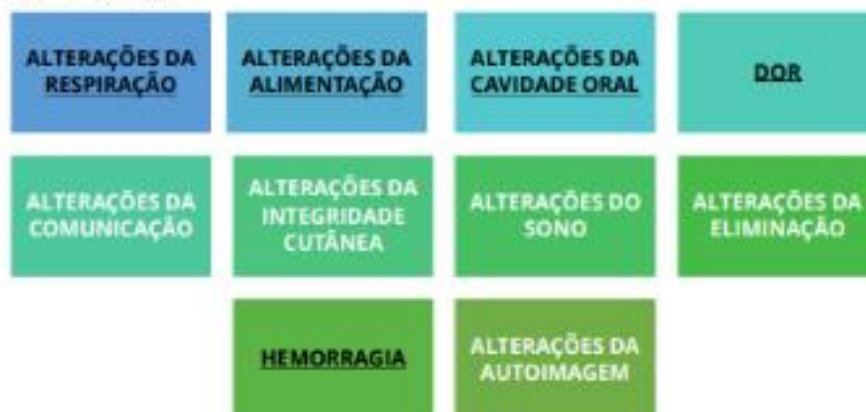 ALTERAÇÕES DA
RESPIRAÇÃO
ALTERAÇÕES DA
ALIMENTAÇÃO
ALTERAÇÕES DA
CAVIDADE ORAL
DOR
ALTERAÇÕES DA
COMUNICAÇÃO
ALTERAÇÕES DA
INTEGRIDADE
CUTÂNEA
ALTERAÇÕES DO
SONO
ALTERAÇÕES DA
ELIMINAÇÃO
HEMORRAGIA
ALTERAÇÕES DA
AUTOIMAGEM